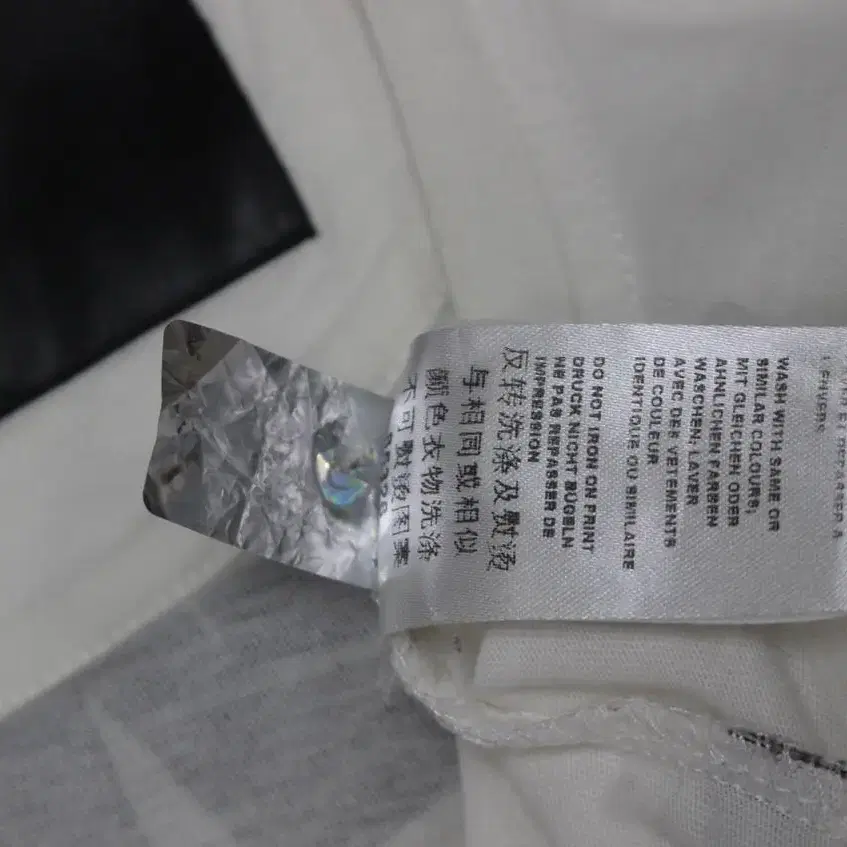 WASH WITH SAME OR
SIMILAR COLOURS;
MIT GLEICHEN ODER
ÄHNLICHEN FARBEN
WASCHEN; LAVER
AVEC DES VETEMENTS
DE COULEUR
IDENTIQUE OU SIMILAIRE
DO NOT IRON ON PRINT
DRUCK NICHT BÜGELN
NE PAS REPASSER DE
IMPRESSION
反转洗涤及熨烫
与相同或相似
颜色衣物洗涤
不可熨烫图案